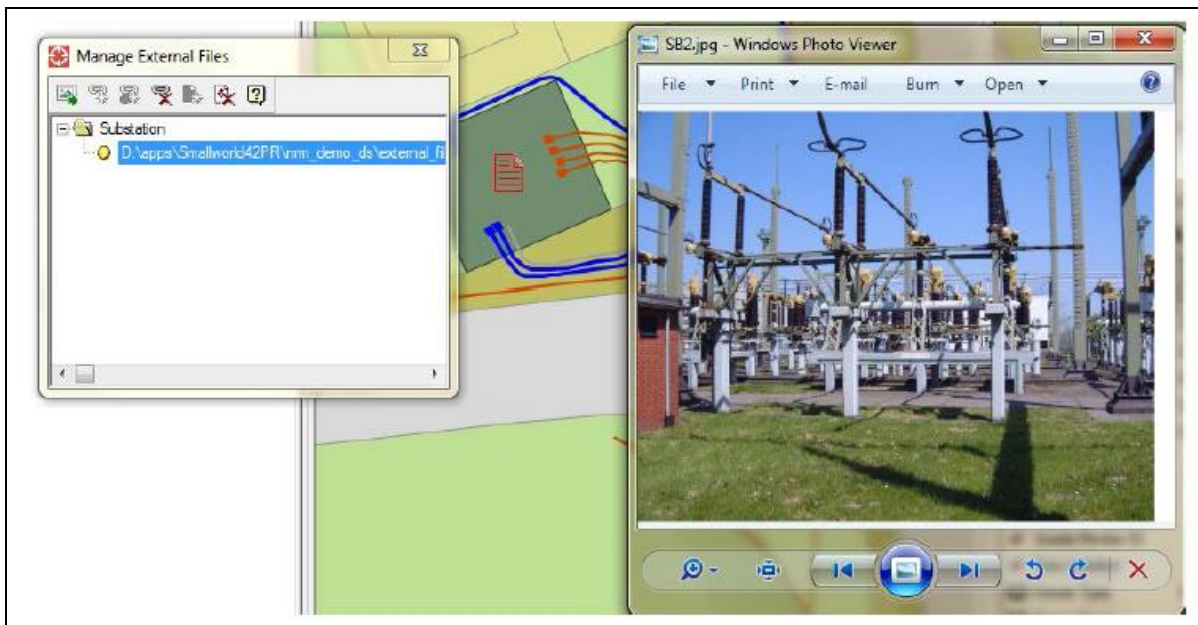 Manage External Files
Substation
D:\apps\Smallworld42PR\nrm_demo_ds\external_fi
SB2.jpg - Windows Photo Viewer
File Print E-mail Burn Open